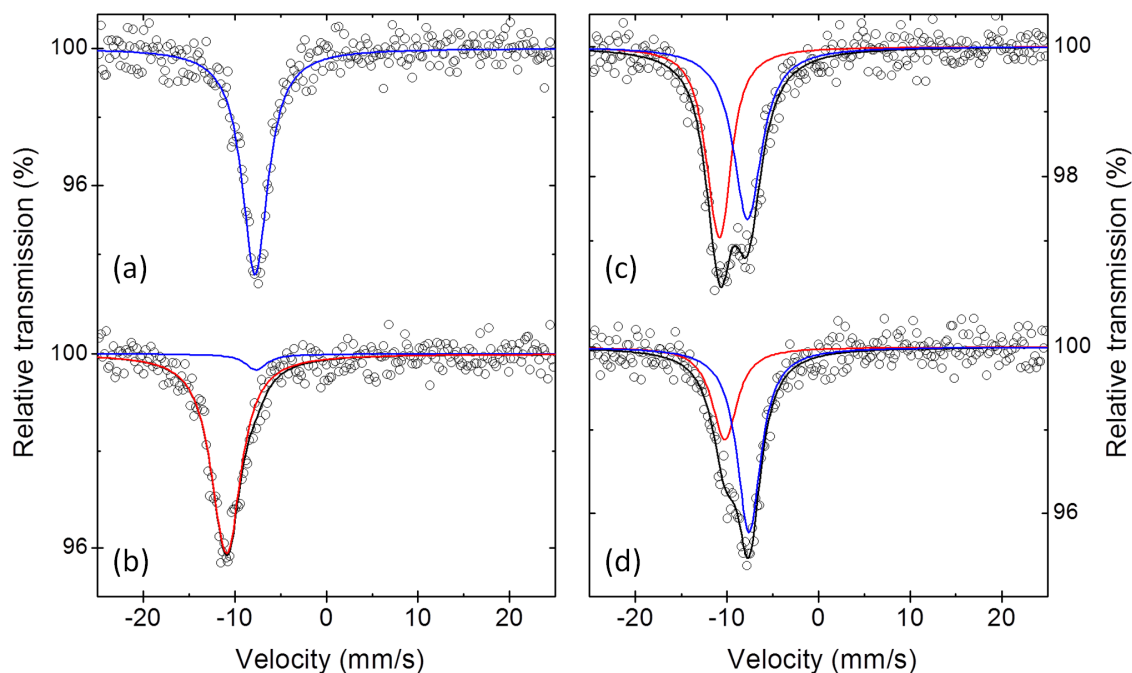 100
96
(a)
100
96
(b)
-20 -10 0 10 20
Velocity (mm/s)
Relative transmission (%)
100
98
(c)
100
96
(d)
-20 -10 0 10 20
Velocity (mm/s)
Relative transmission (%)